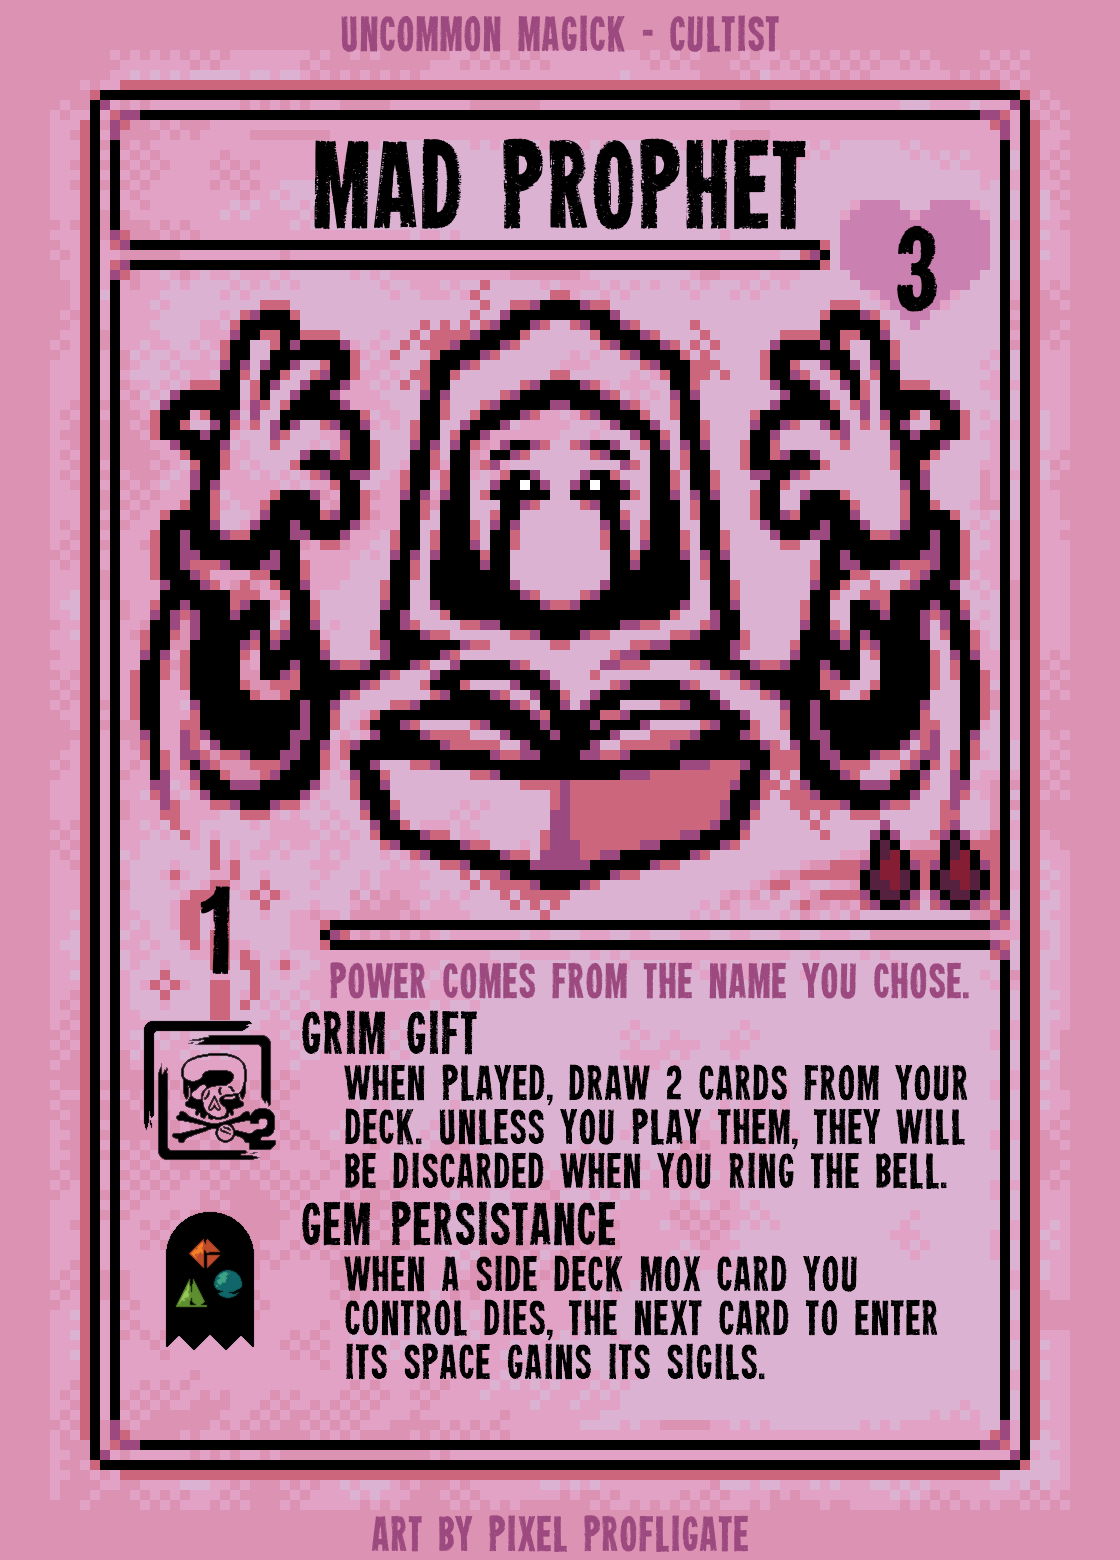 UNCOMMON MAGICK - CULTIST
MAD PROPHET
3
1
POWER COMES FROM THE NAME YOU CHOSE.
GRIM GIFT
2
WHEN PLAYED, DRAW 2 CARDS FROM YOUR
DECK. UNLESS YOU PLAY THEM, THEY WILL
BE DISCARDED WHEN YOU RING THE BELL.
GEM PERSISTANCE
WHEN A SIDE DECK MOX CARD YOU
CONTROL DIES, THE NEXT CARD TO ENTER
ITS SPACE GAINS ITS SIGILS.
ART BY PIXEL PROFLIGATE